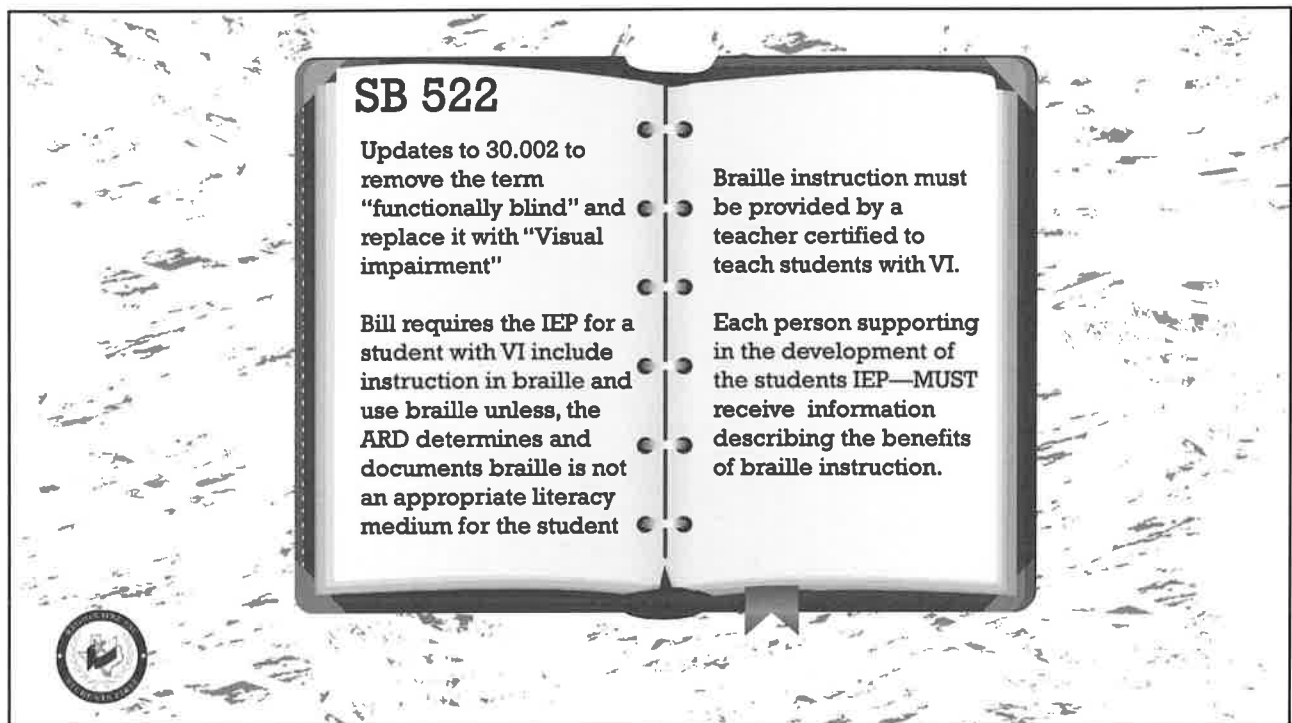 SB 522
Updates to 30.002 to
remove the term
“functionally blind” and
replace it with “Visual
impairment”
Bill requires the IEP for a
student with VI include
instruction in braille and
use braille unless, the
ARD determines and
documents braille is not
an appropriate literacy
medium for the student
Braille instruction must
be provided by a
teacher certified to
teach students with VI.
Each person supporting
in the development of
the students IEP—MUST
receive information
describing the benefits
of braille instruction.